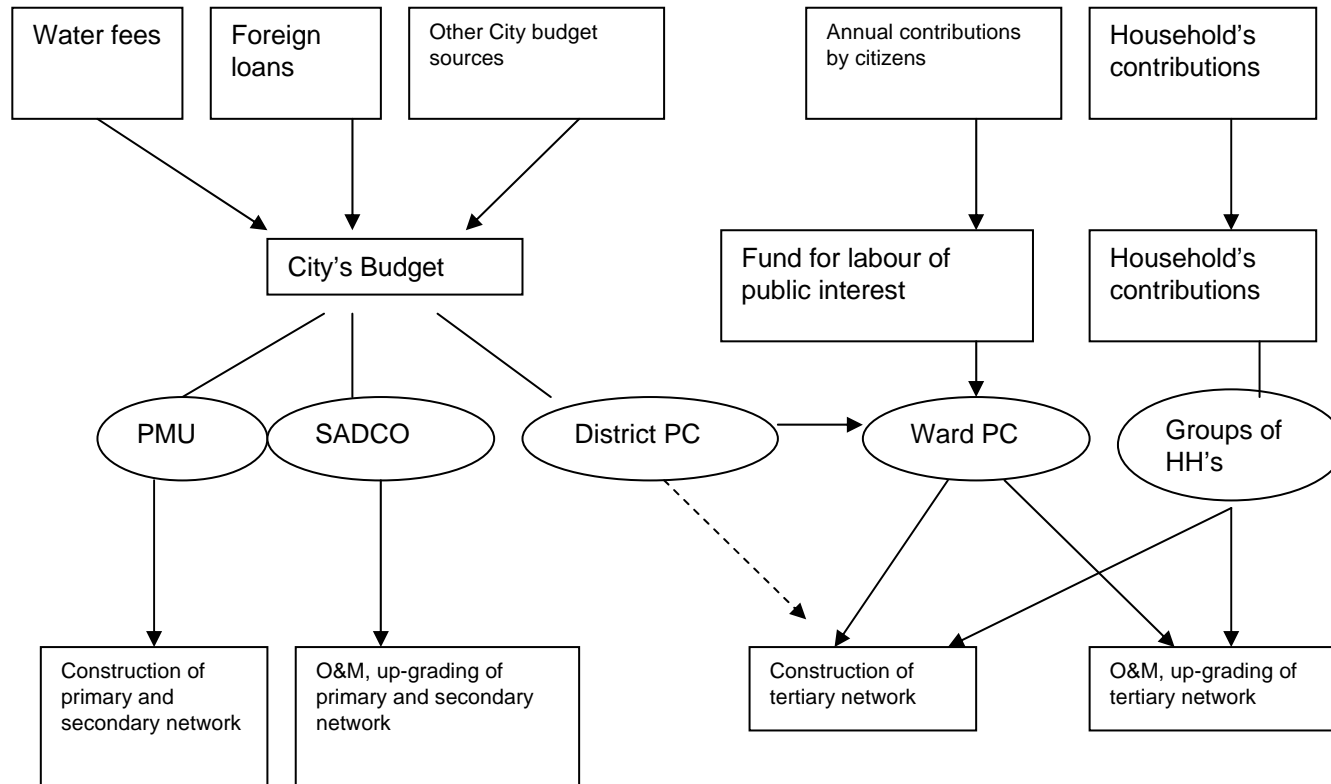 Water fees
Foreign
loans
Other City budget
sources
Annual contributions
by citizens
Household’s
contributions
City’s Budget
Fund for labour of
public interest
Household’s
contributions
PMU
SADCO
District PC
Ward PC
Groups of
HH’s
Construction of
primary and
secondary network
O&M, up-grading of
primary and secondary
network
Construction of
tertiary network
O&M, up-grading of
tertiary network